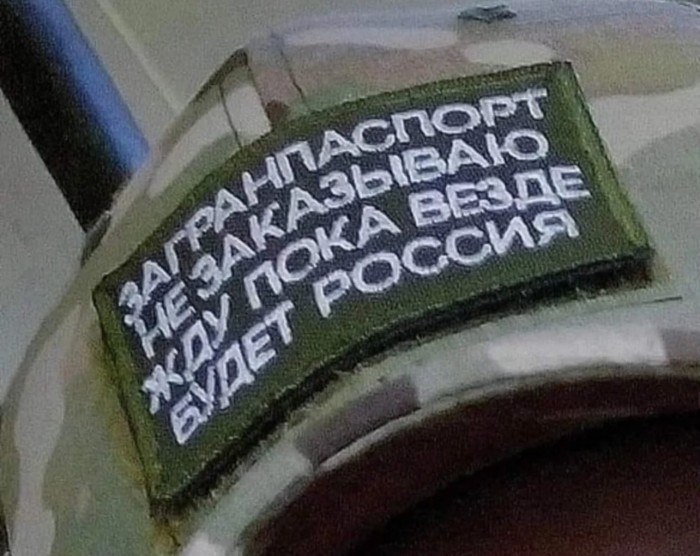 ЗАГРАНПАСПОРТ
НЕ ЗАКАЗЫВАЮ
ЖДУ ПОКА ВЕЗДЕ
БУДЕТ РОССИЯ